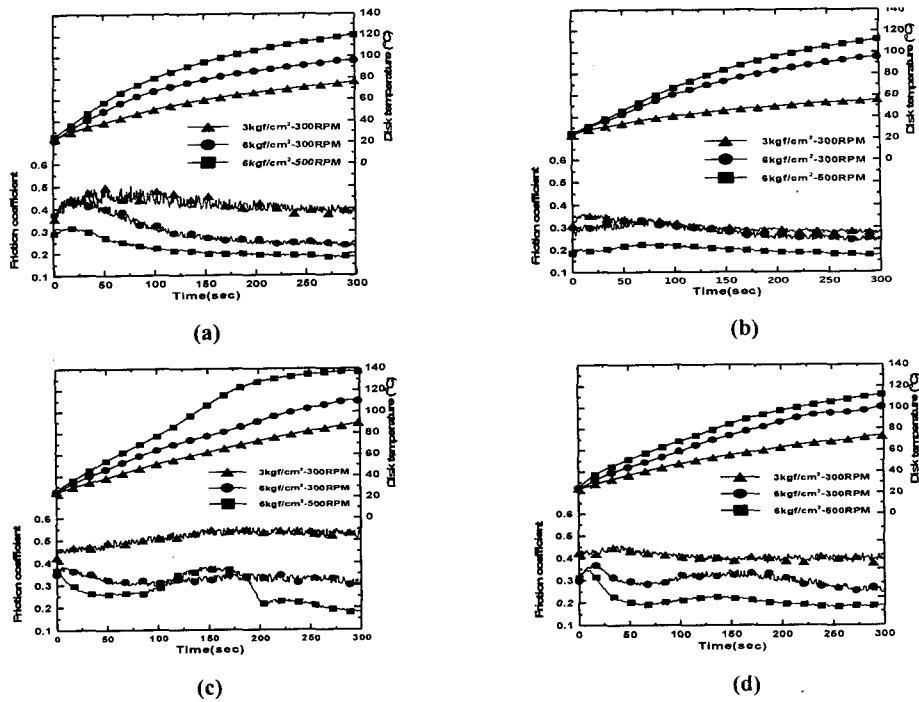 140
120
100
80
60
40
20
0
Disk temperature (°C)
3kgf/cm²-300RPM
6kgf/cm²-300RPM
6kgf/cm²-500RPM
0.6
0.5
0.4
0.3
0.2
0.1
Friction coefficient
0 50 100 150 200 250 300
Time(sec)
(a)
140
120
100
80
60
40
20
0
Disk temperature (°C)
3kgf/cm²-300RPM
6kgf/cm²-300RPM
6kgf/cm²-500RPM
0.6
0.5
0.4
0.3
0.2
0.1
Friction coefficient
0 50 100 150 200 250 300
Time(sec)
(b)
140
120
100
80
60
40
20
0
Disk temperature (°C)
3kgf/cm²-300RPM
6kgf/cm²-300RPM
6kgf/cm²-500RPM
0.6
0.5
0.4
0.3
0.2
0.1
Friction coefficient
0 50 100 150 200 250 300
Time(sec)
(c)
140
120
100
80
60
40
20
0
Disk temperature (°C)
3kgf/cm²-300RPM
6kgf/cm²-300RPM
6kgf/cm²-500RPM
0.6
0.5
0.4
0.3
0.2
0.1
Friction coefficient
0 50 100 150 200 250 300
Time(sec)
(d)